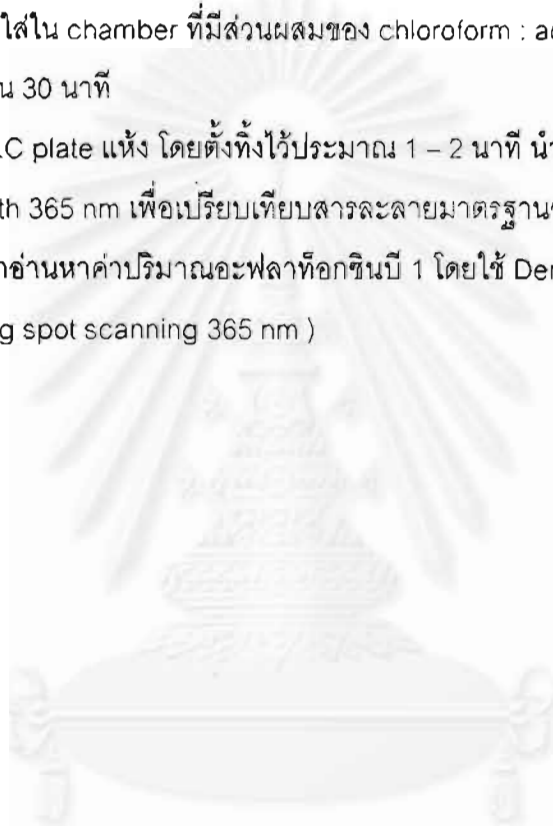 ใส่ใน chamber ที่มีส่วนผสมของ chloroform :
น 30 นาที
C plate แห้ง โดยตั้งทิ้งไว้ประมาณ 1 – 2 นาที
th 365 nm เพื่อเปรียบเทียบสารละลายมาตรฐาน
อ่านหาค่าปริมาณอะฟลาท็อกซินบี 1 โดยใช้
g spot scanning 365 nm )